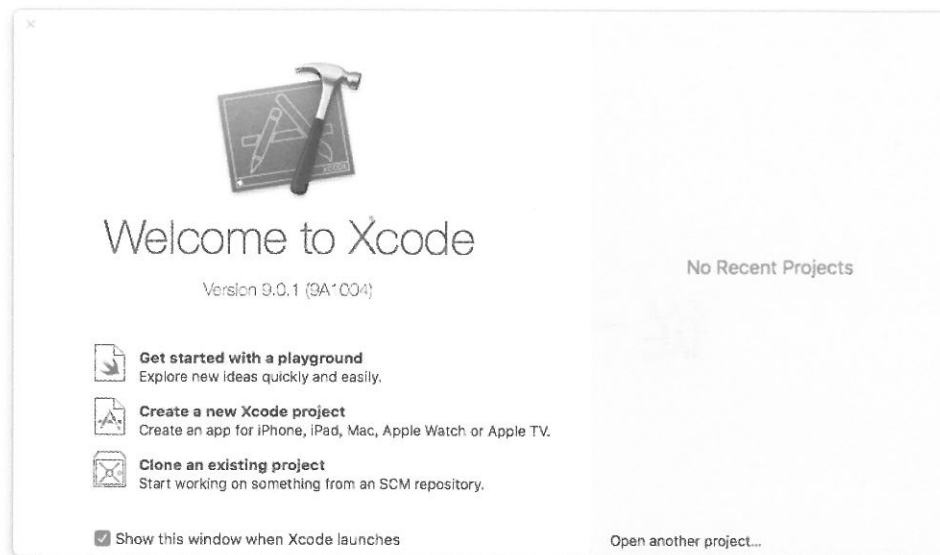 XCODE
Welcome to Xcode
Version 9.0.1 (9A1004)
Get started with a playground
Explore new ideas quickly and easily.
Create a new Xcode project
Create an app for iPhone, iPad, Mac, Apple Watch or Apple TV.
Clone an existing project
Start working on something from an SCM repository.
Show this window when Xcode launches
No Recent Projects
Open another project...